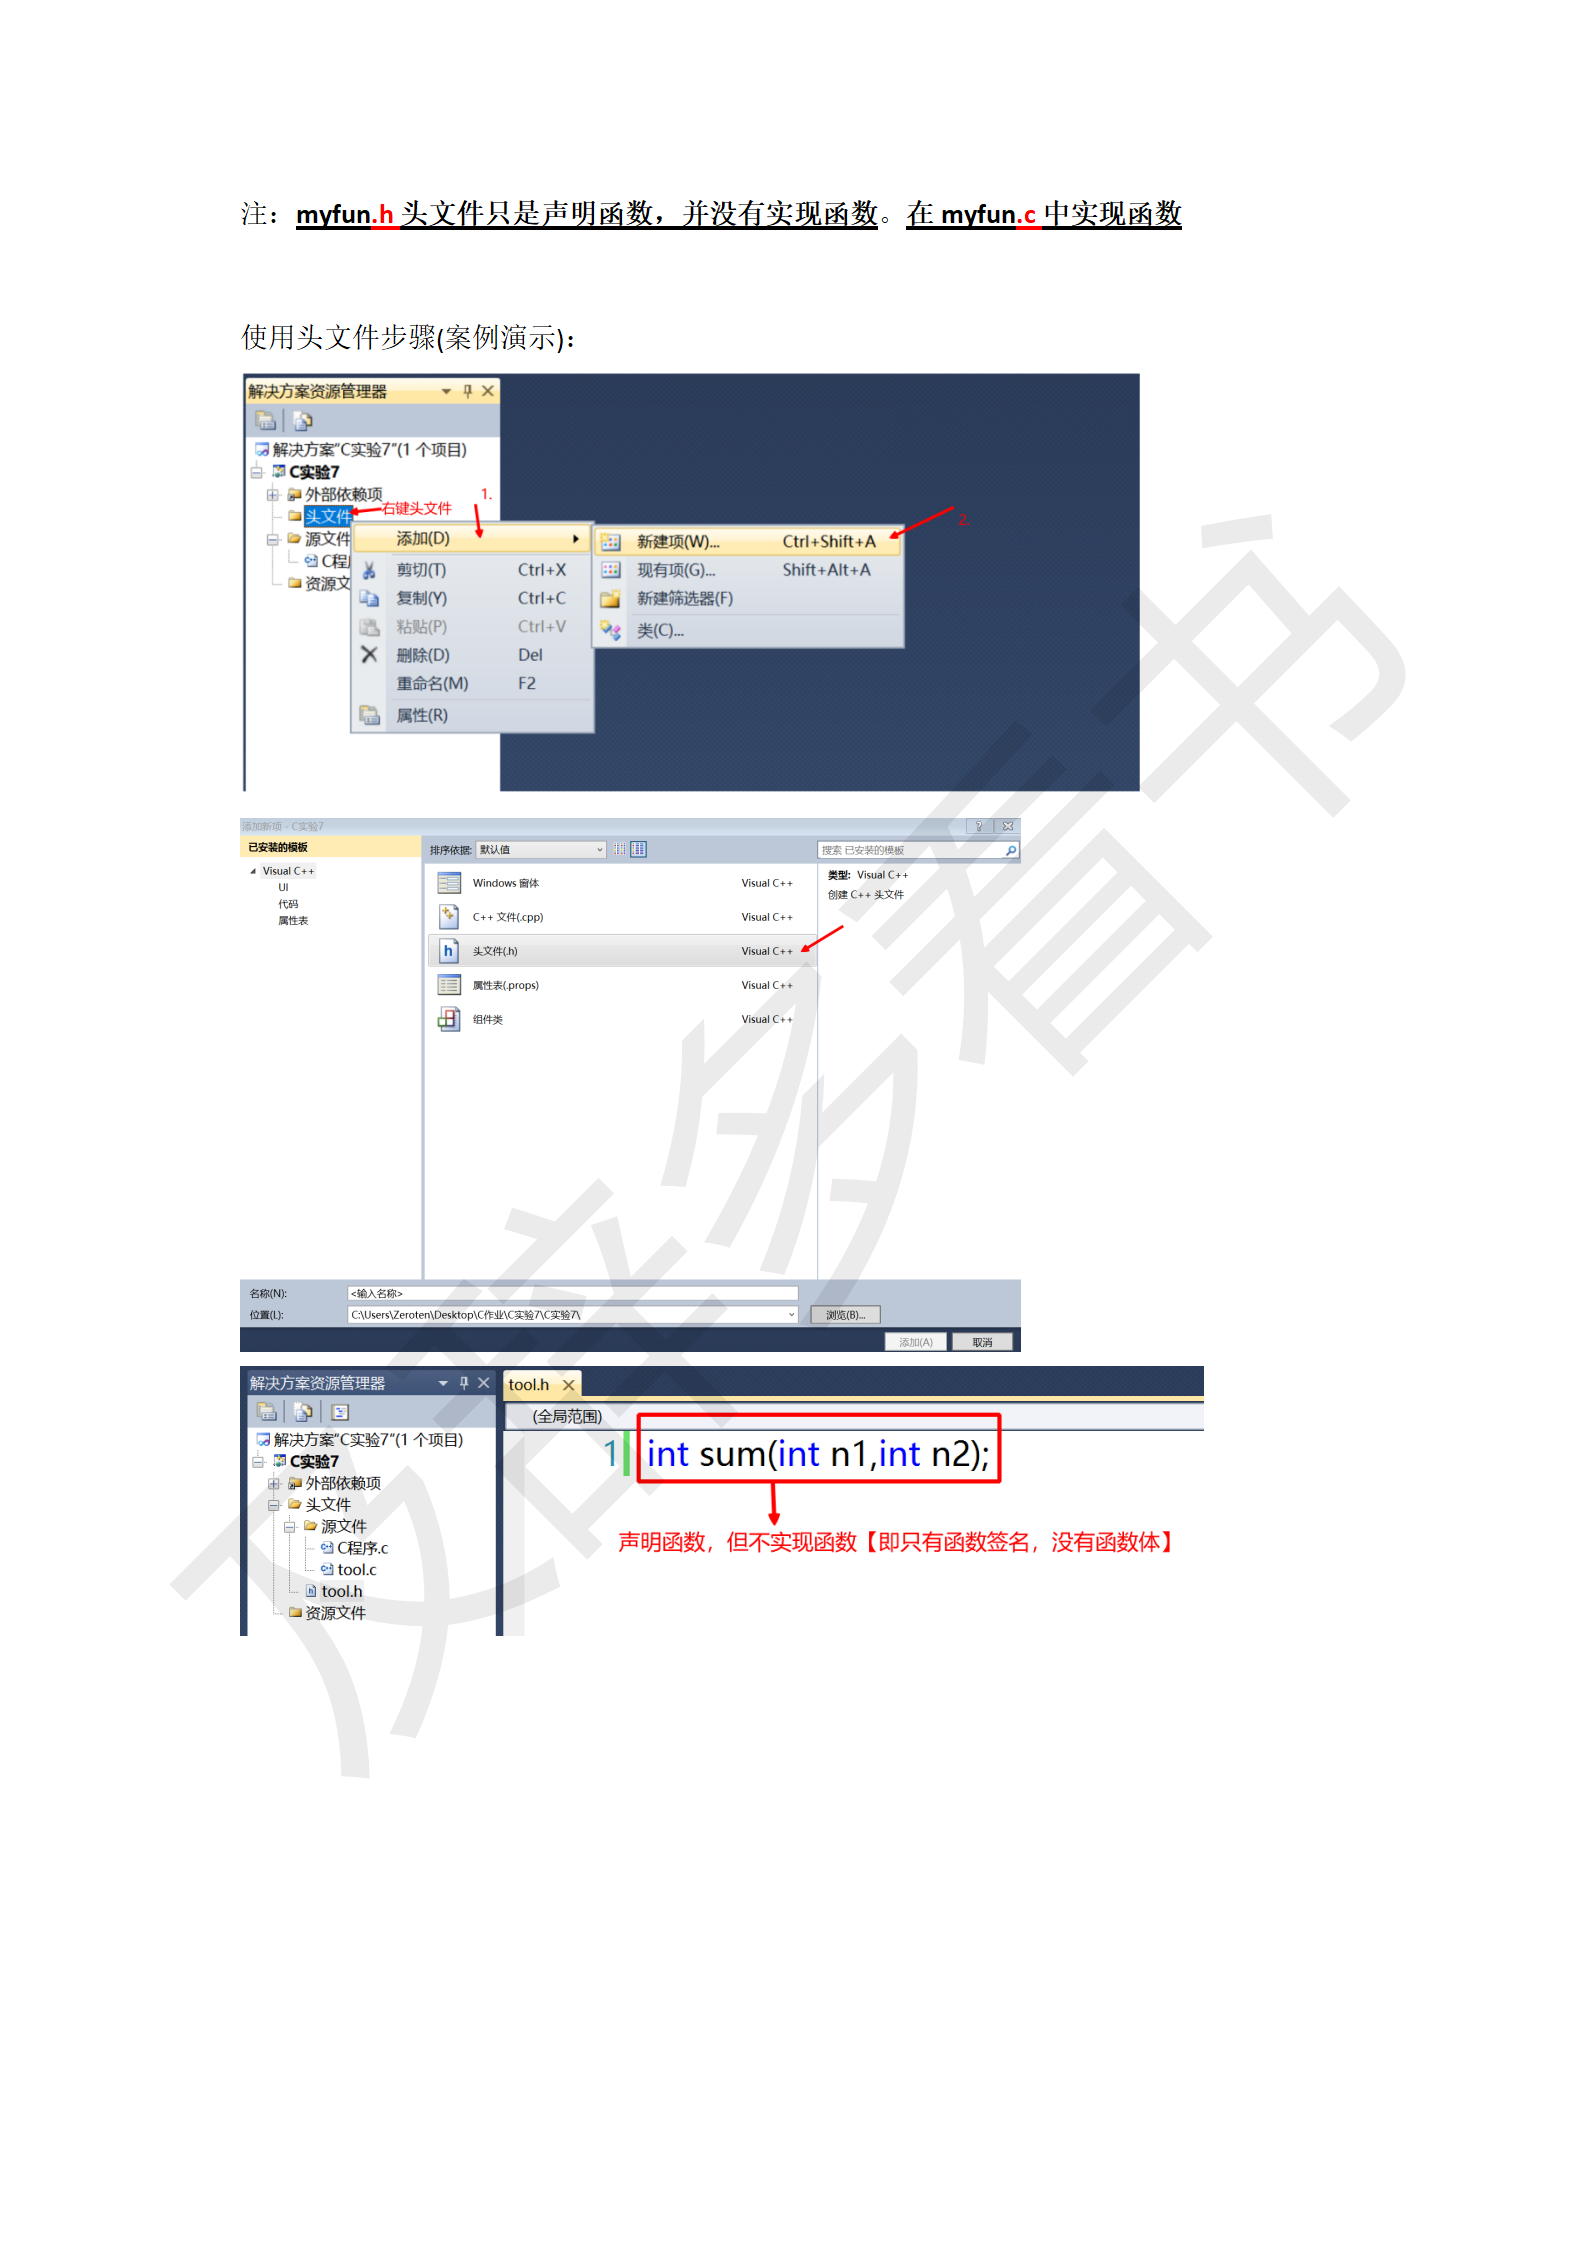 注：myfun.h 头文件只是声明函数，并没有实现函数。在 myfun.c 中实现函数
使用头文件步骤(案例演示)：
解决方案资源管理器
解决方案"C实验7"(1 个项目)
C实验7
外部依赖项
头文件
右键头文件
1.
源文件
C程
资源文
添加(D)
剪切(T) Ctrl+X
复制(Y) Ctrl+C
粘贴(P) Ctrl+V
删除(D) Del
重命名(M) F2
属性(R)
新建项(W)... Ctrl+Shift+A
2.
现有项(G)... Shift+Alt+A
新建筛选器(F)
类(C)...
添加新项 - C实验7
已安装的模板
排序依据: 默认值
搜索 已安装的模板
Visual C++
UI
代码
属性表
Windows 窗体 Visual C++
C++ 文件(.cpp) Visual C++
头文件(.h) Visual C++
属性表(.props) Visual C++
组件类 Visual C++
类型: Visual C++
创建 C++ 头文件
名称(N): <输入名称>
位置(L): C:\Users\Zeroten\Desktop\C作业\C实验7\C实验7\
浏览(B)...
添加(A) 取消
解决方案资源管理器
解决方案"C实验7"(1 个项目)
C实验7
外部依赖项
头文件
源文件
C程序.c
tool.c
tool.h
资源文件
tool.h
(全局范围)
1 int sum(int n1,int n2);
声明函数，但不实现函数【即只有函数签名，没有函数体】
及辞多看书